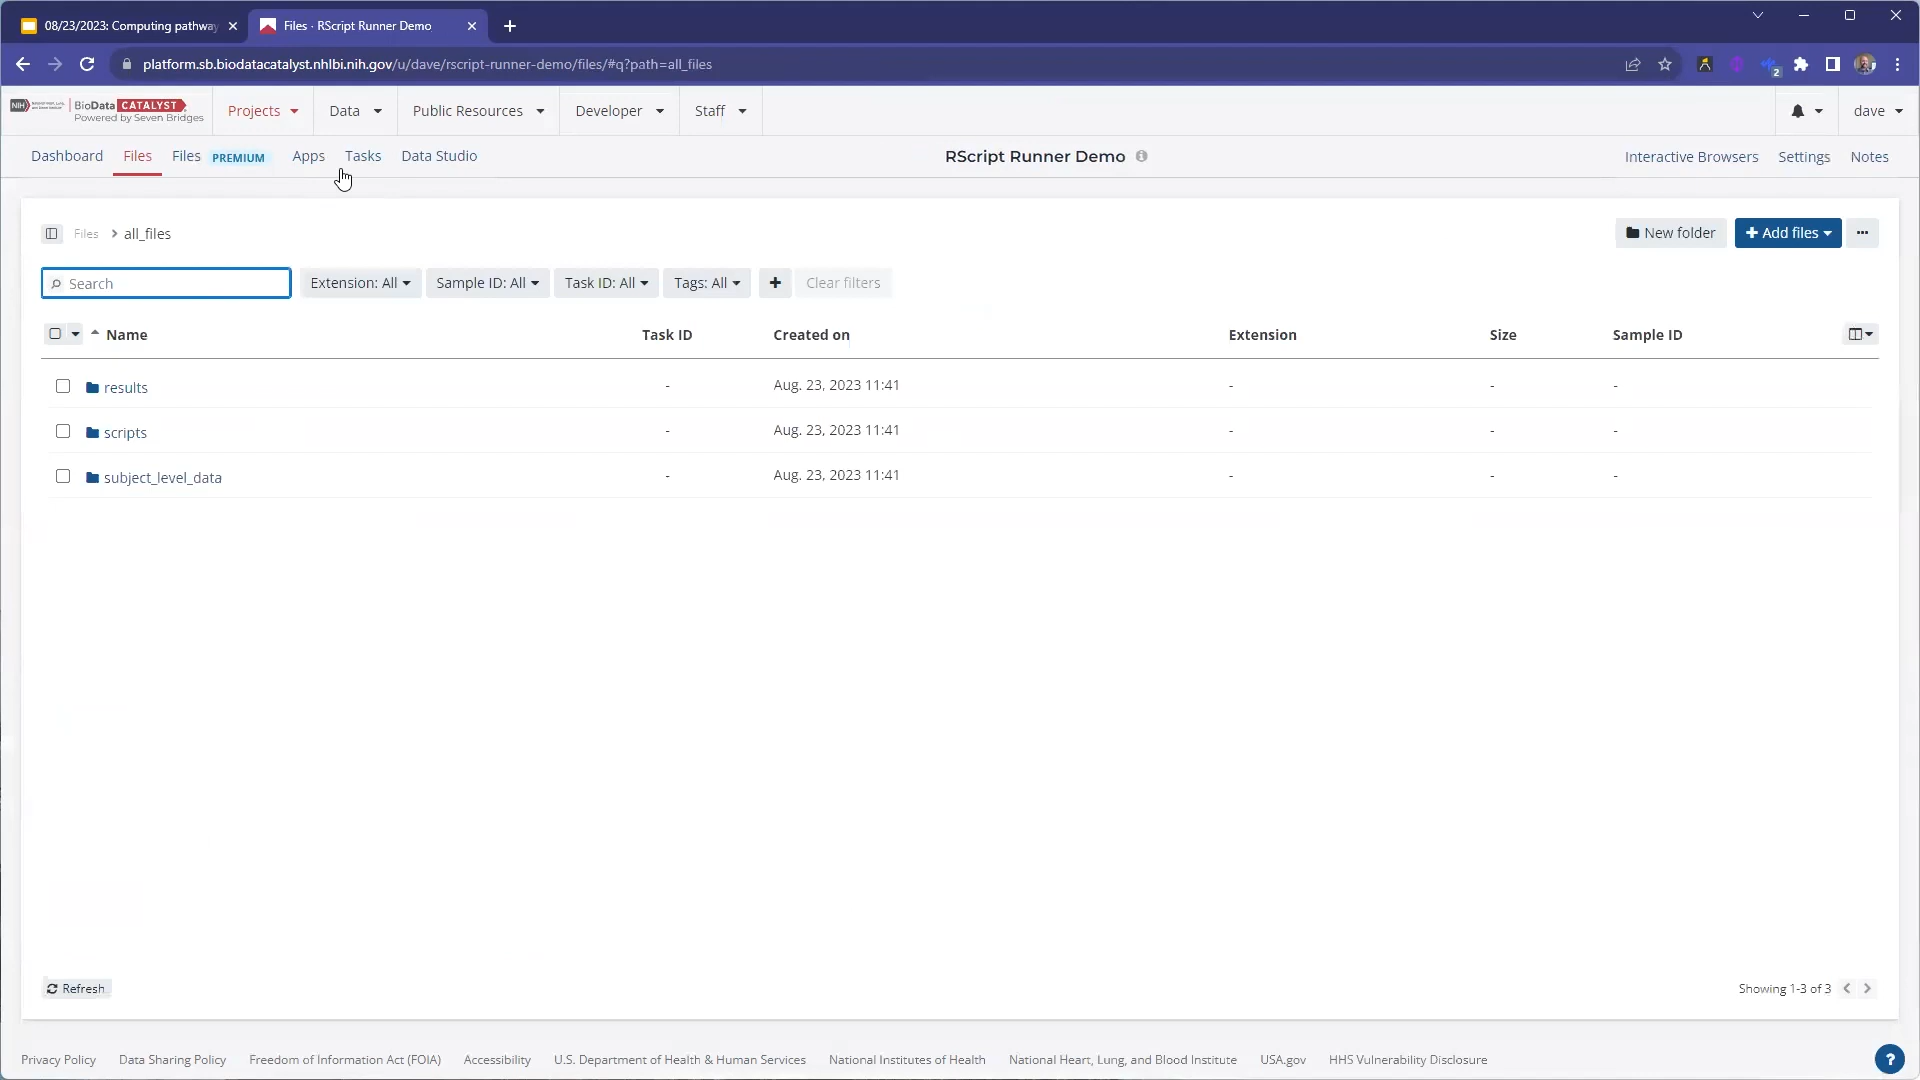 08/23/2023: Computing pathway
Files · RScript Runner Demo
platform.sb.biodatacatalyst.nhlbi.nih.gov/u/dave/rscript-runner-demo/files/#q?path=all_files
2
NIH BioData CATALYST
Powered by Seven Bridges
Projects Data Public Resources Developer Staff dave
Dashboard Files Files PREMIUM Apps Tasks Data Studio RScript Runner Demo Interactive Browsers Settings Notes
Files > all_files New folder + Add files
Search Extension: All Sample ID: All Task ID: All Tags: All + Clear filters
Name Task ID Created on Extension Size Sample ID
results - Aug. 23, 2023 11:41 - - -
scripts - Aug. 23, 2023 11:41 - - -
subject_level_data - Aug. 23, 2023 11:41 - - -
Refresh Showing 1-3 of 3
Privacy Policy Data Sharing Policy Freedom of Information Act (FOIA) Accessibility U.S. Department of Health & Human Services National Institutes of Health National Heart, Lung, and Blood Institute USA.gov HHS Vulnerability Disclosure ?